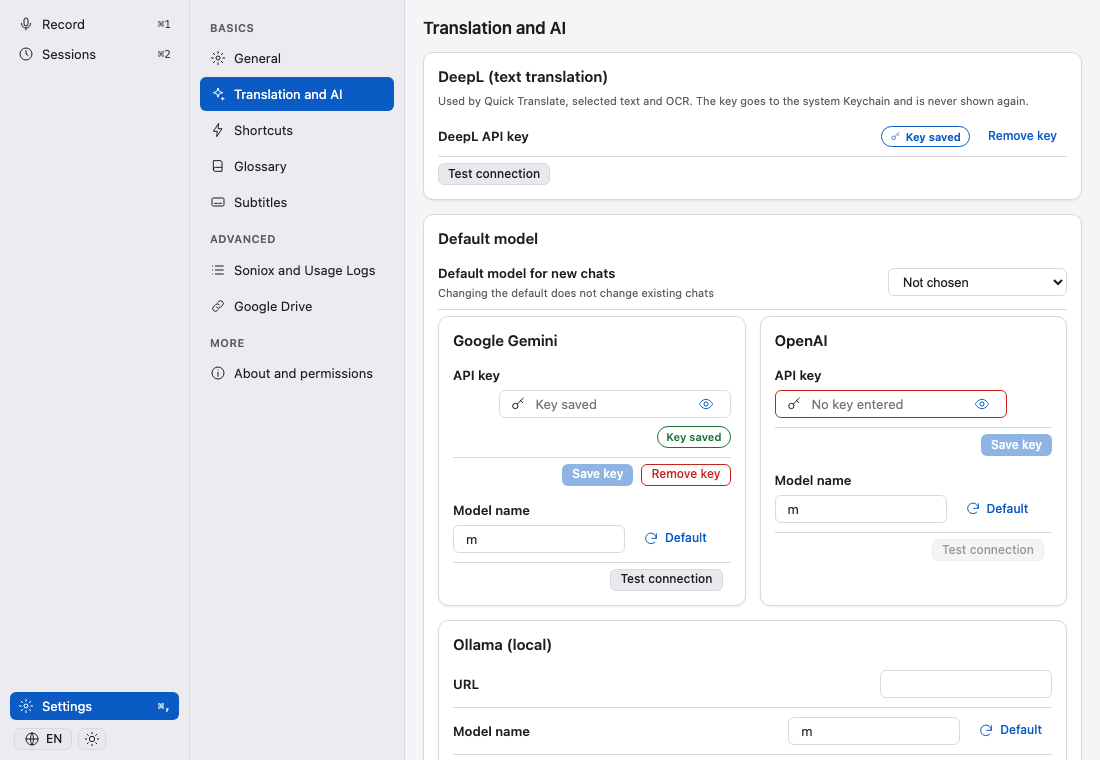 Record ⌘1
Sessions ⌘2
Settings ⌘,
EN
BASICS
General
Translation and AI
Shortcuts
Glossary
Subtitles
ADVANCED
Soniox and Usage Logs
Google Drive
MORE
About and permissions
Translation and AI
DeepL (text translation)
Used by Quick Translate, selected text and OCR. The key goes to the system Keychain and is never shown again.
DeepL API key Key saved Remove key
Test connection
Default model
Default model for new chats Not chosen
Changing the default does not change existing chats
Google Gemini
API key
Key saved
Key saved
Save key Remove key
Model name
m Default
Test connection
OpenAI
API key
No key entered
Save key
Model name
m Default
Test connection
Ollama (local)
URL
Model name m Default